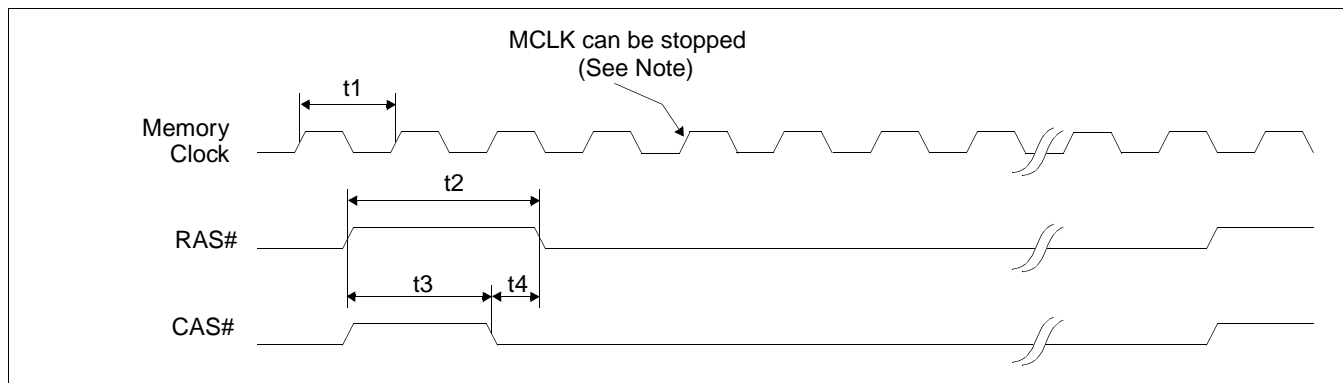 MCLK can be stopped
(See Note)
t1
Memory
Clock
t2
RAS#
t3
t4
CAS#